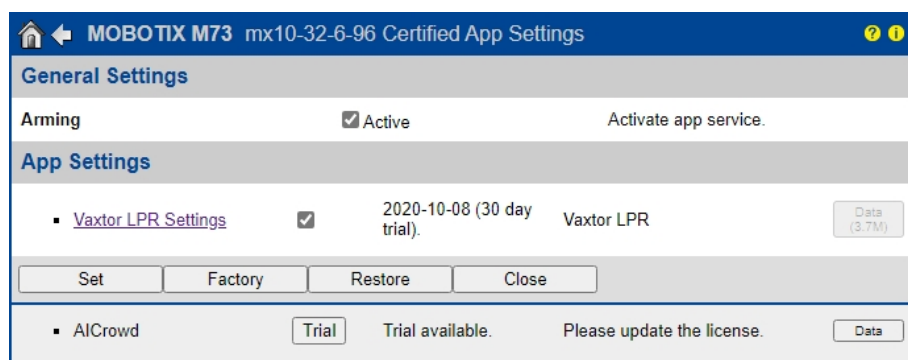 MOBOTIX M73 mx10-32-6-96 Certified App Settings ? i
General Settings
Arming Active Activate app service.
App Settings
Vaxtor LPR Settings 2020-10-08 (30 day trial). Vaxtor LPR Data (3.7M)
Set Factory Restore Close
AICrowd Trial Trial available. Please update the license. Data